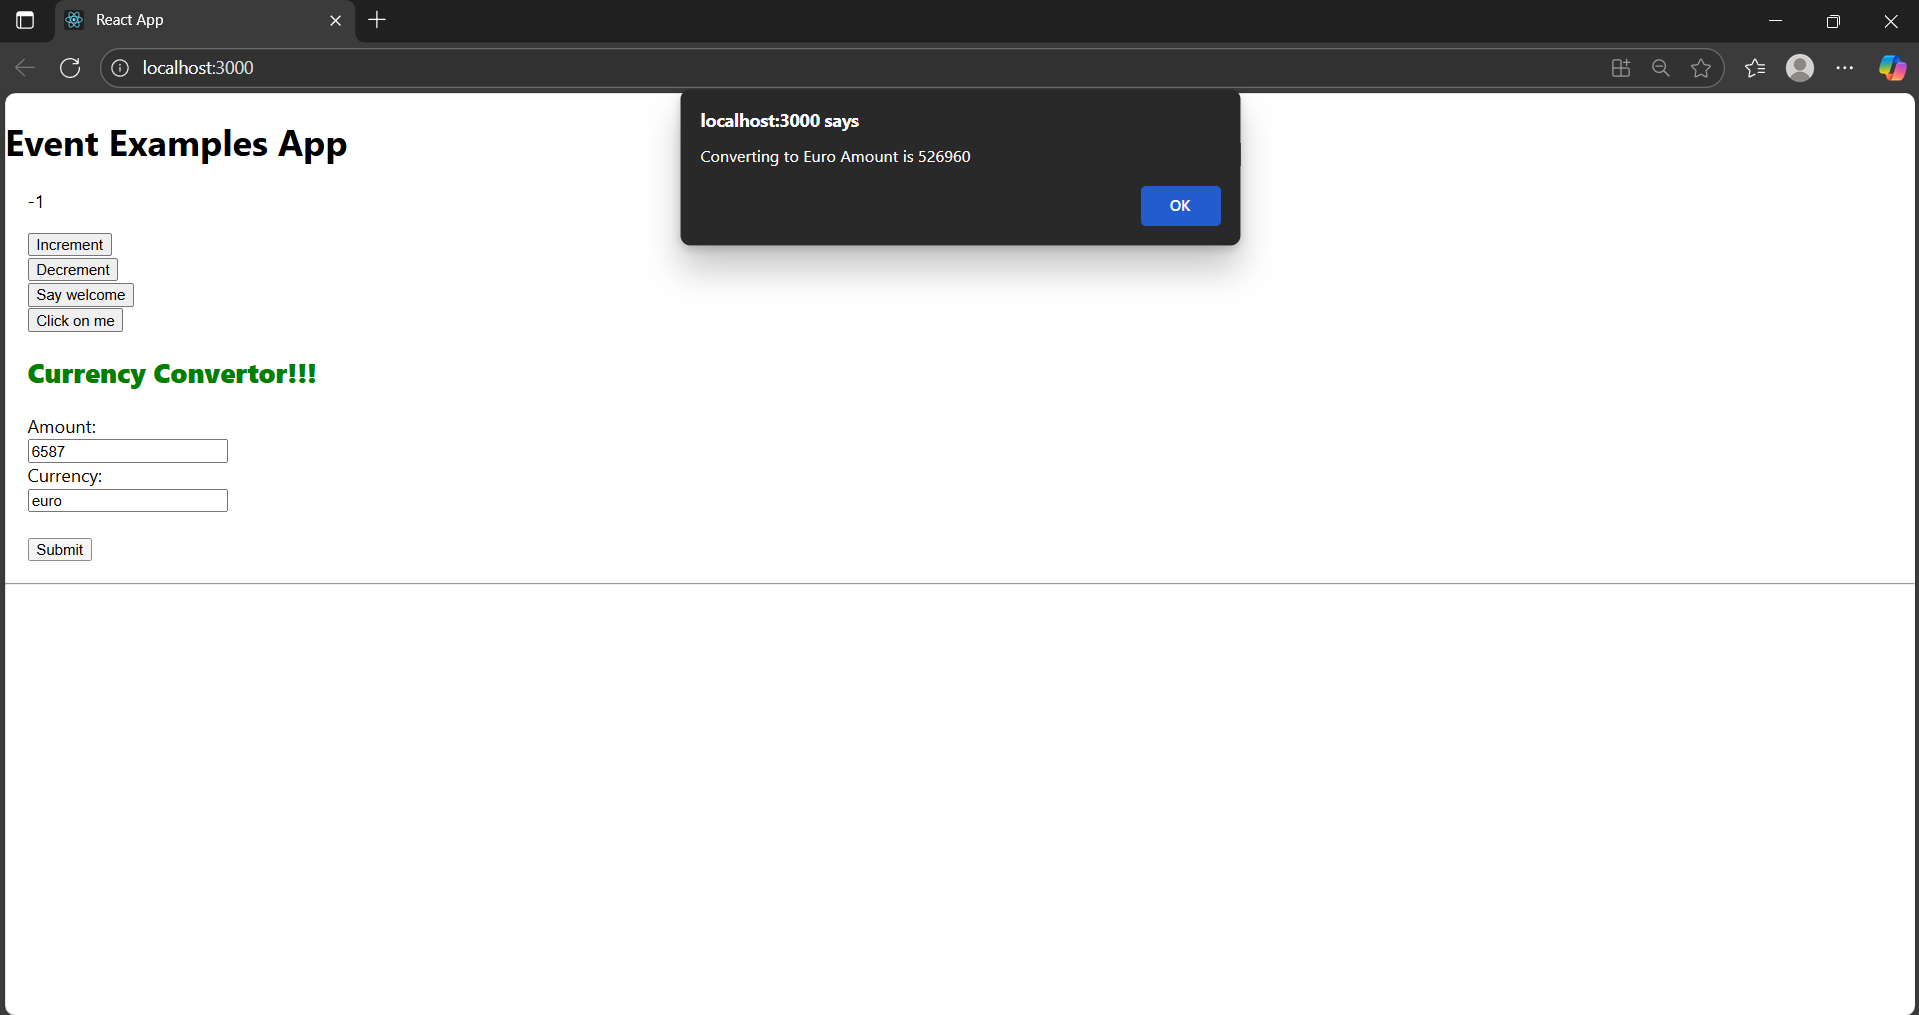 React App
localhost:3000
localhost:3000 says
Converting to Euro Amount is 526960
OK
Event Examples App
-1
Increment
Decrement
Say welcome
Click on me
Currency Convertor!!!
Amount:
6587
Currency:
euro
Submit